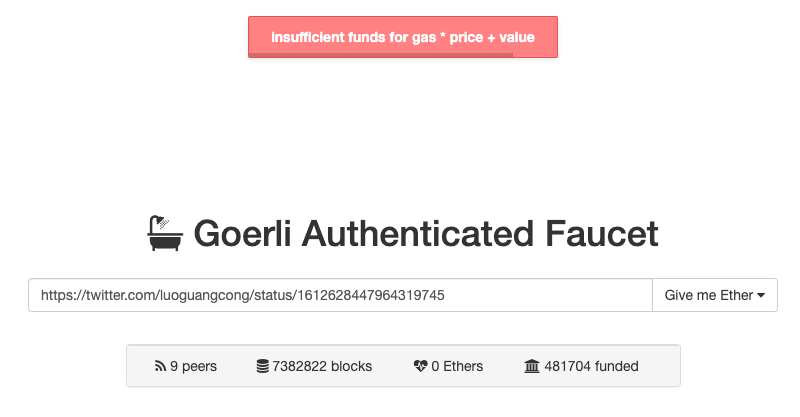 Insufficient funds for gas * price + value
Goerli Authenticated Faucet
https://twitter.com/luoguangcong/status/1612628447964319745
Give me Ether
9 peers 7382822 blocks 0 Ethers 481704 funded